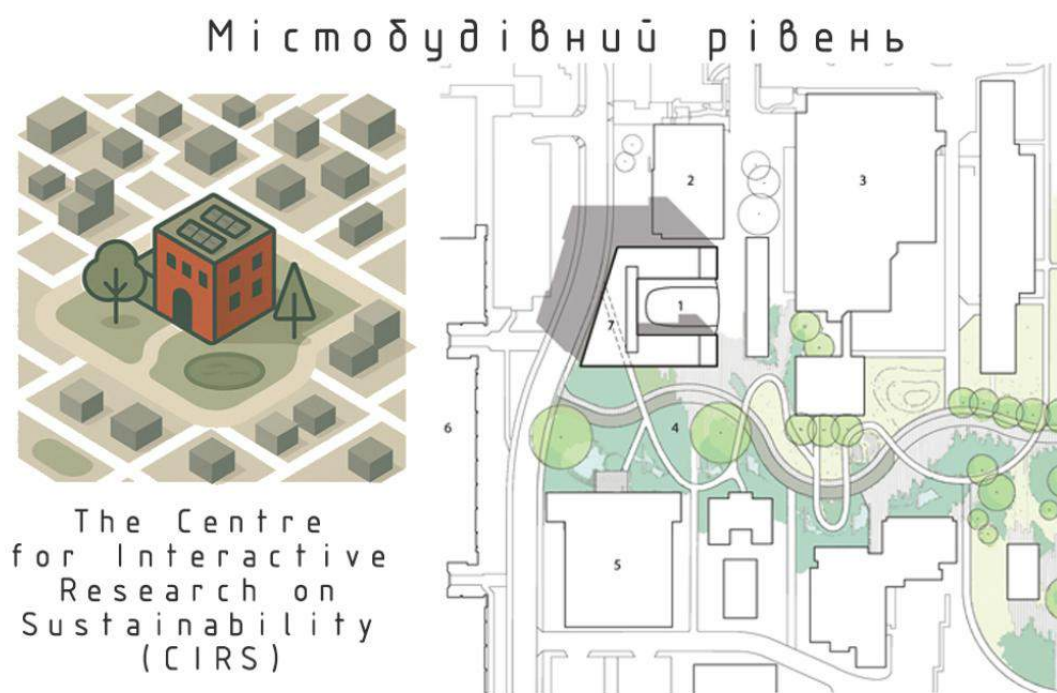 Містобудівний рівень
The Centre
for Interactive
Research on
Sustainability
(CIRS)
2
3
1
7
6
4
5